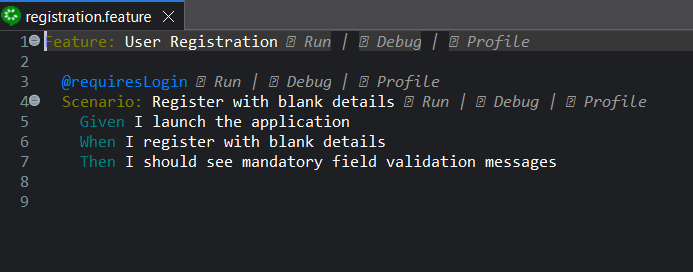 registration.feature
1 Feature: User Registration Run | Debug | Profile
2
3 @requiresLogin Run | Debug | Profile
4 Scenario: Register with blank details Run | Debug | Profile
5 Given I launch the application
6 When I register with blank details
7 Then I should see mandatory field validation messages
8
9